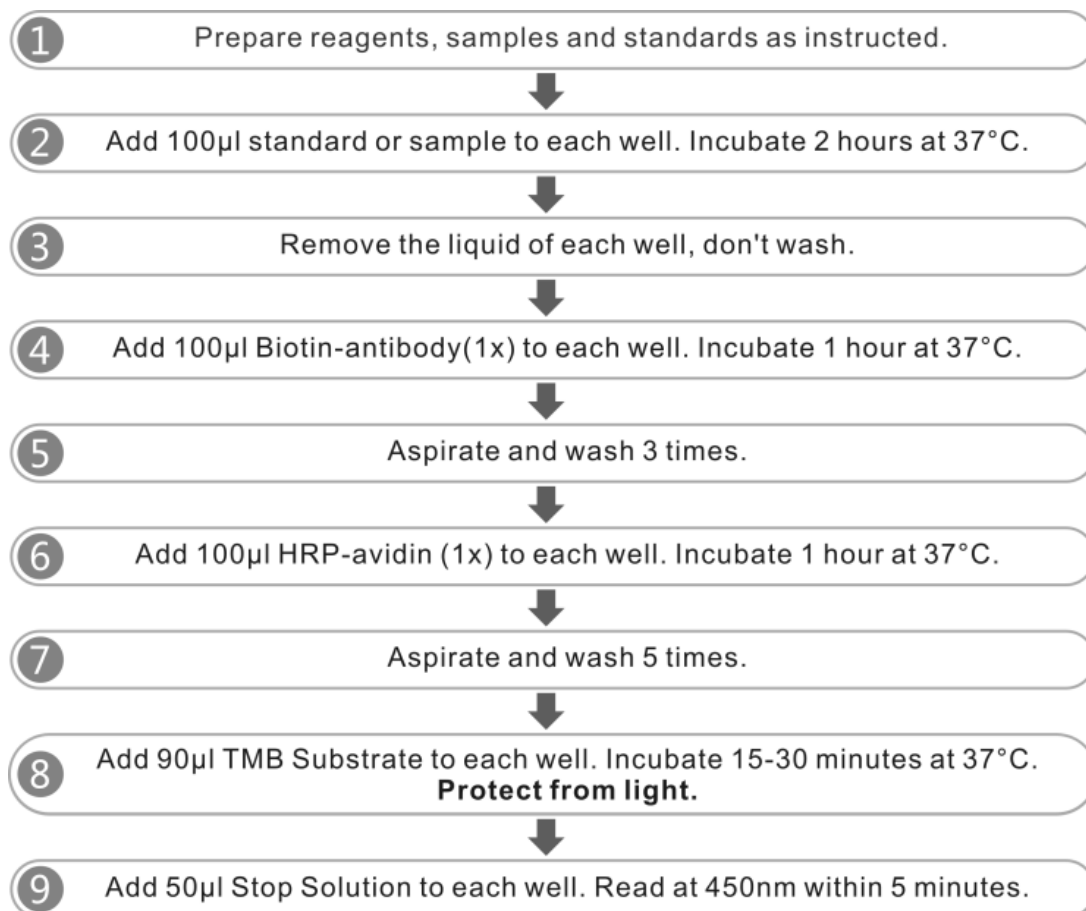 1 Prepare reagents, samples and standards as instructed.
2 Add 100µl standard or sample to each well. Incubate 2 hours at 37°C.
3 Remove the liquid of each well, don't wash.
4 Add 100µl Biotin-antibody(1x) to each well. Incubate 1 hour at 37°C.
5 Aspirate and wash 3 times.
6 Add 100µl HRP-avidin (1x) to each well. Incubate 1 hour at 37°C.
7 Aspirate and wash 5 times.
8 Add 90µl TMB Substrate to each well. Incubate 15-30 minutes at 37°C.
Protect from light.
9 Add 50µl Stop Solution to each well. Read at 450nm within 5 minutes.